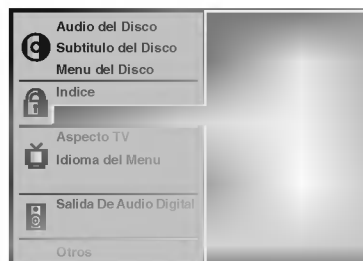 Audio del Disco
Subtitulo del Disco
Menu del Disco
Indice
Aspecto TV
Idioma del Menu
Salida De Audio Digital
Otros